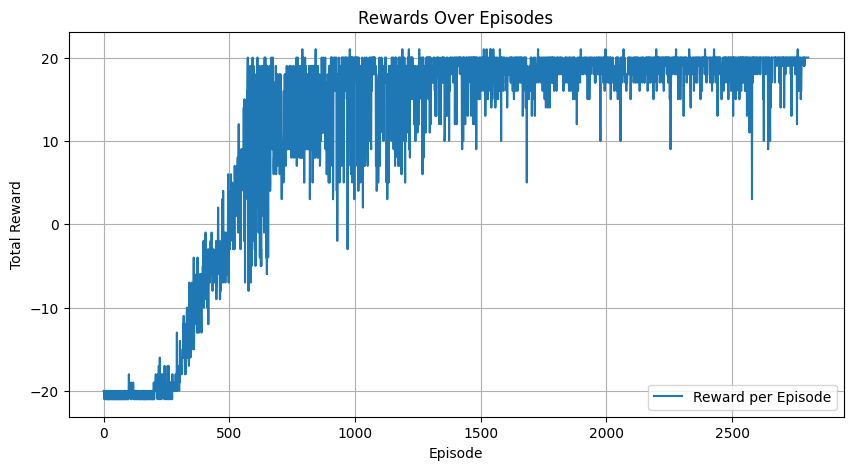 Rewards Over Episodes
20
10
0
−10
−20
Total Reward
0
500
1000
1500
2000
2500
Episode
Reward per Episode